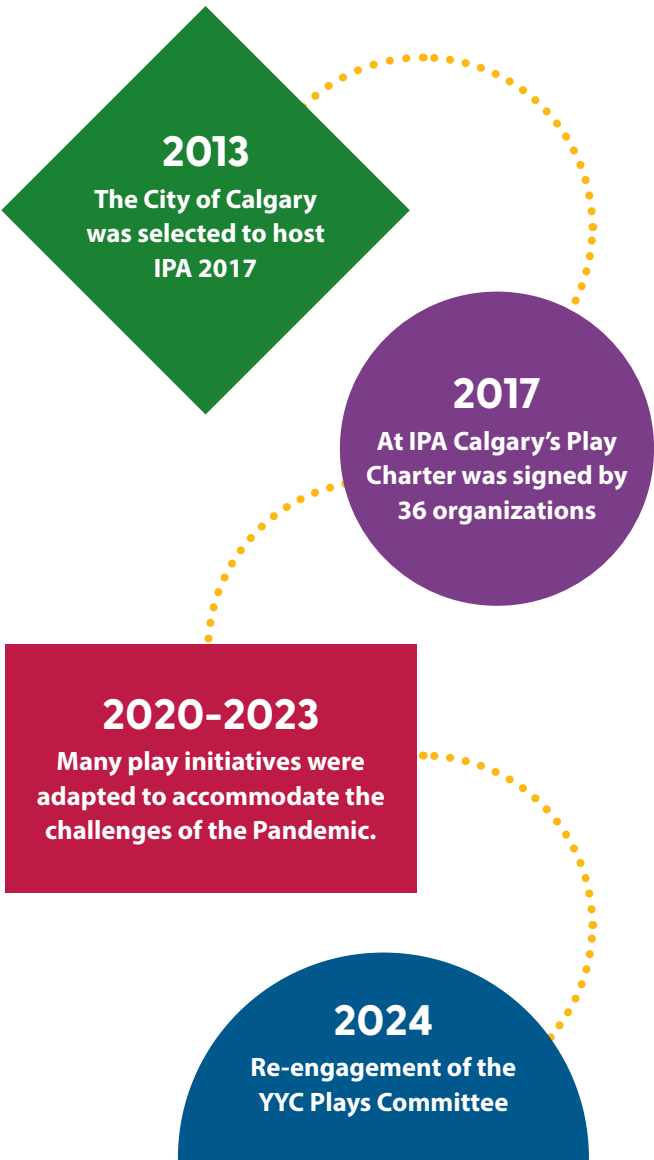 2013
The City of Calgary
was selected to host
IPA 2017
2017
At IPA Calgary’s Play
Charter was signed by
36 organizations
2020-2023
Many play initiatives were
adapted to accommodate the
challenges of the Pandemic.
2024
Re-engagement of the
YYC Plays Committee